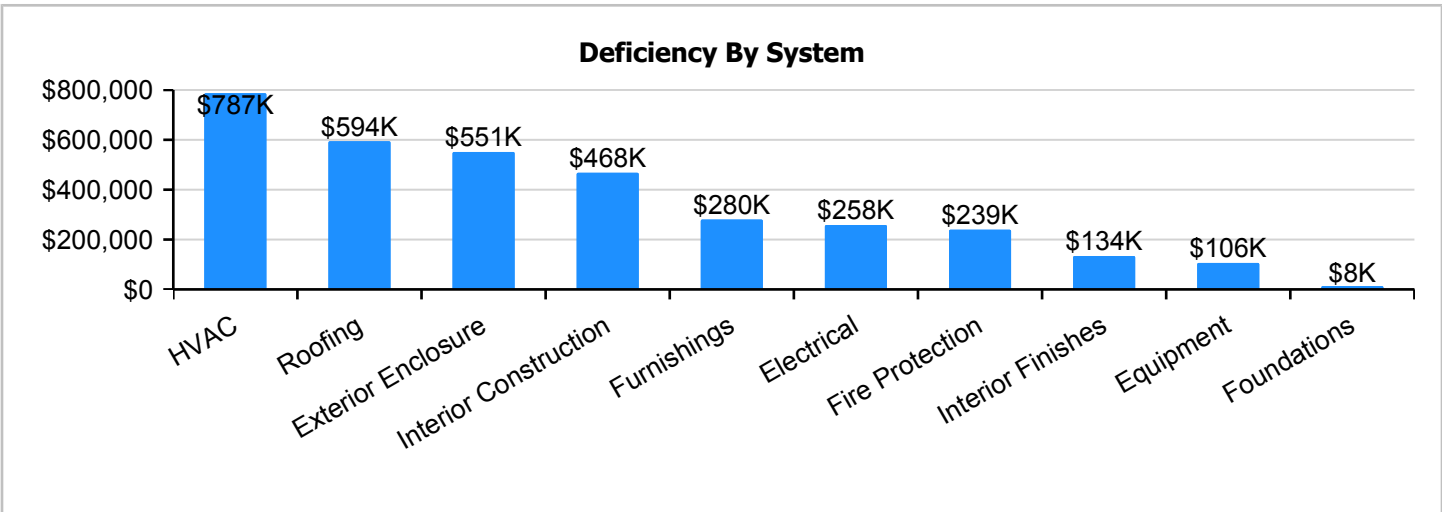 Deficiency By System
$800,000
$600,000
$400,000
$200,000
$0
$787K
$594K
$551K
$468K
$280K
$258K
$239K
$134K
$106K
$8K
HVAC
Roofing
Exterior Enclosure
Interior Construction
Furnishings
Electrical
Fire Protection
Interior Finishes
Equipment
Foundations